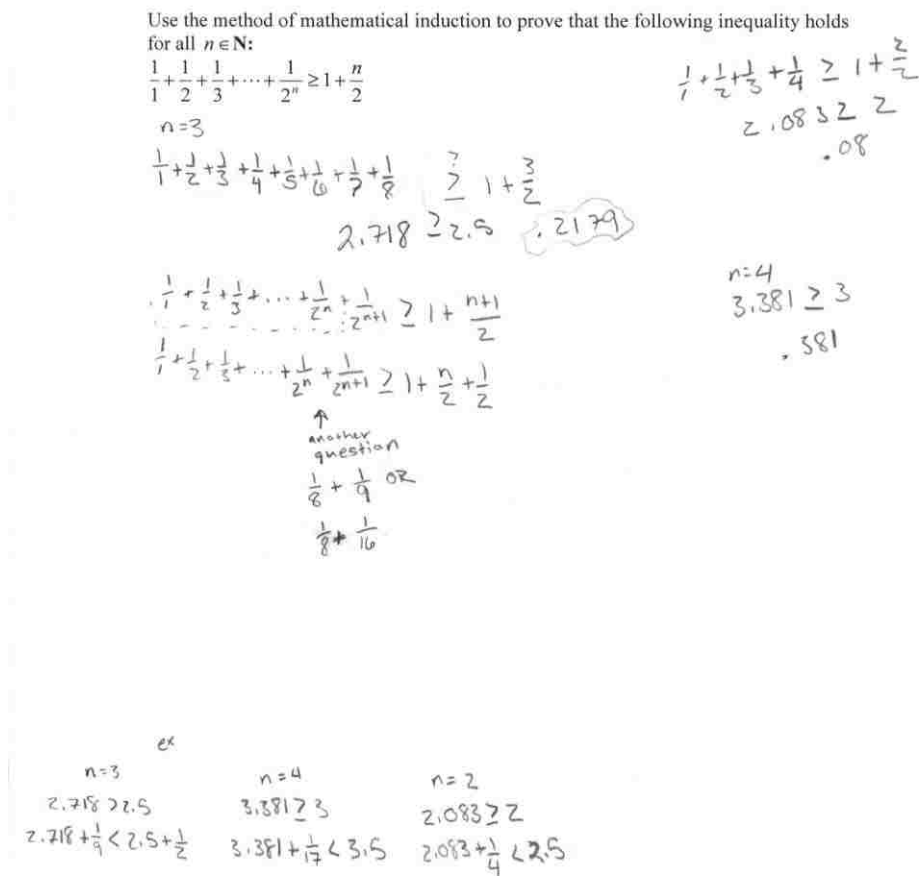 Use the method of mathematical induction to prove that the following inequality holds
for all n ∈ N:
1/1 + 1/2 + 1/3 + ⋯ + 1/2^n ≥ 1 + n/2
1/1 + 1/2 + 1/3 + 1/4 ≥ 1 + 2/2
2.083 ≥ 2
.08
n=3
1/1 + 1/2 + 1/3 + 1/4 + 1/5 + 1/6 + 1/7 + 1/8 ≥? 1 + 3/2
2.718 ≥ 2.5 .2179
n=4
3.381 ≥ 3
.381
1/1 + 1/2 + 1/3 + ... + 1/2^n + 1/2^n+1 ≥ 1 + n+1/2
1/1 + 1/2 + 1/3 + ... + 1/2^n + 1/2^n+1 ≥ 1 + n/2 + 1/2
↑
another
question
1/8 + 1/9 OR
1/8 + 1/16
ex
n=3
2.718 > 2.5
2.718 + 1/9 < 2.5 + 1/2
n=4
3.381 ≥ 3
3.381 + 1/17 < 3.5
n=2
2.083 ≥ 2
2.083 + 1/4 < 2.5